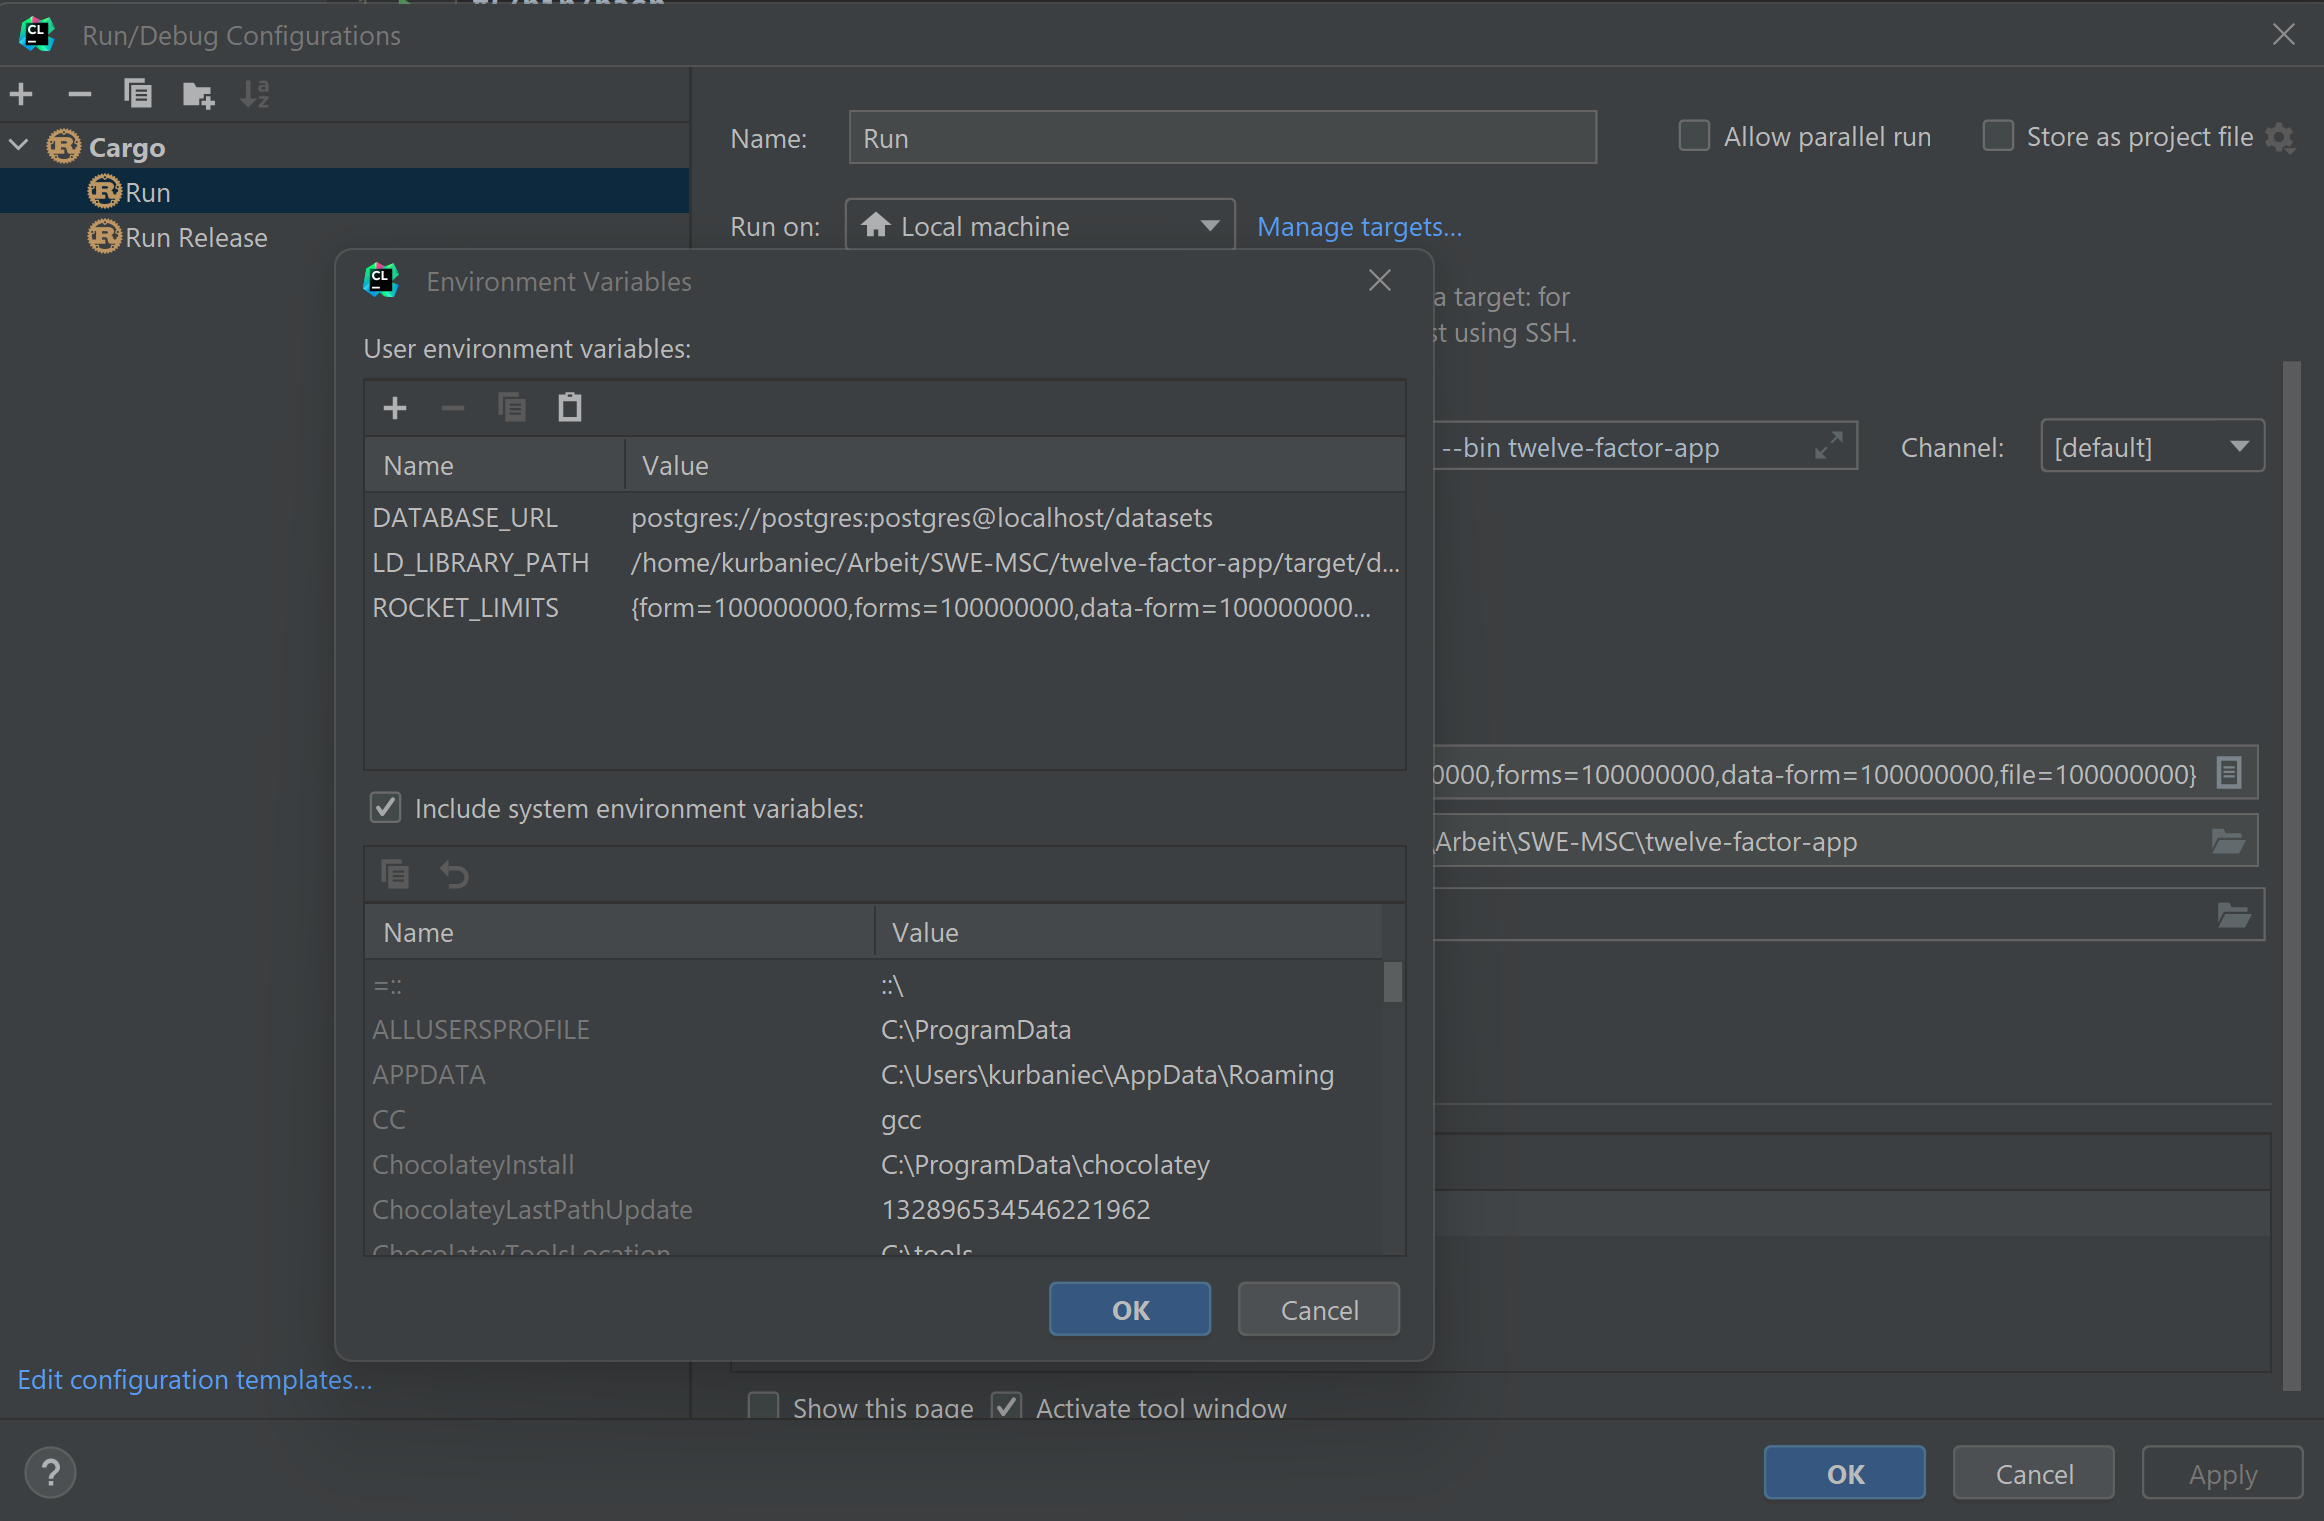 Run/Debug Configurations
Cargo
Run
Run Release
Edit configuration templates...
Name: Run
Allow parallel run
Store as project file
Run on: Local machine
Manage targets...
a target: for
st using SSH.
--bin twelve-factor-app
Channel: [default]
0000,forms=100000000,data-form=100000000,file=100000000}
\Arbeit\SWE-MSC\twelve-factor-app
Show this page
Activate tool window
OK
Cancel
Apply
CL
Environment Variables
User environment variables:
Name Value
DATABASE_URL postgres://postgres:postgres@localhost/datasets
LD_LIBRARY_PATH /home/kurbaniec/Arbeit/SWE-MSC/twelve-factor-app/target/d...
ROCKET_LIMITS {form=100000000,forms=100000000,data-form=100000000...
Include system environment variables:
Name Value
=:: ::\
ALLUSERSPROFILE C:\ProgramData
APPDATA C:\Users\kurbaniec\AppData\Roaming
CC gcc
ChocolateyInstall C:\ProgramData\chocolatey
ChocolateyLastPathUpdate 132896534546221962
ChocolateyToolsLocation C:\tools
OK
Cancel